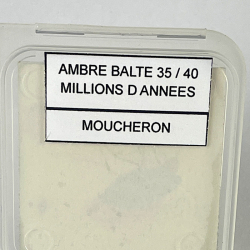 AMBRE BALTE 35 / 40
MILLIONS D ANNEES
MOUCHERON